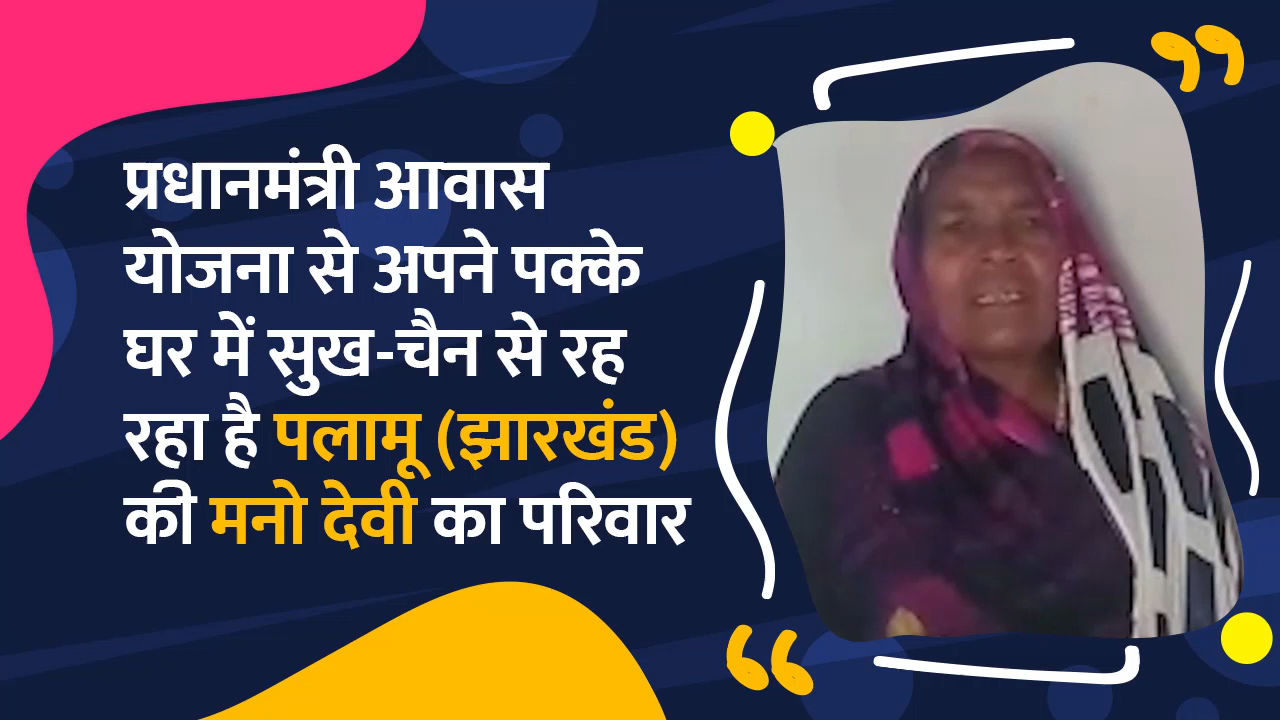 प्रधानमंत्री आवास
योजना से अपने पक्के
घर में सुख-चैन से रह
रहा है पलामू (झारखंड)
की मनो देवी का परिवार